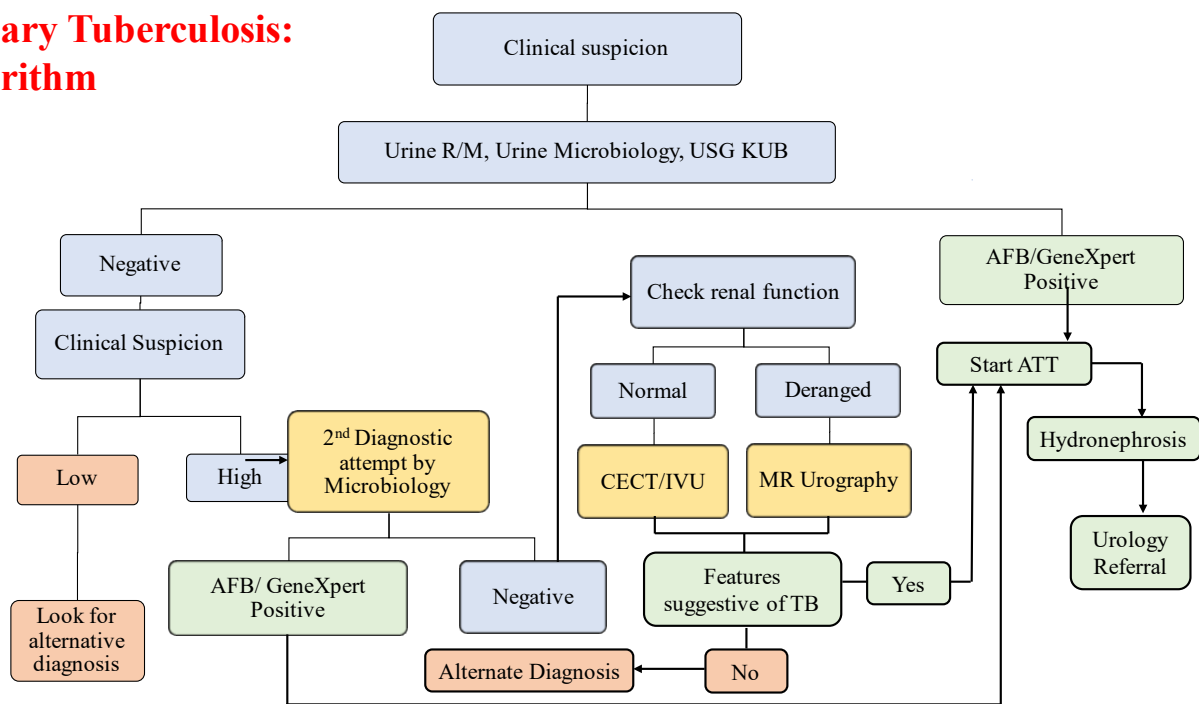 ary Tuberculosis:
rithm
Clinical suspicion
Urine R/M, Urine Microbiology, USG KUB
Negative
Clinical Suspicion
Low
High
Look for
alternative
diagnosis
2nd Diagnostic
attempt by
Microbiology
AFB/ GeneXpert
Positive
Negative
Check renal function
Normal
Deranged
CECT/IVU
MR Urography
Features
suggestive of TB
Yes
No
Alternate Diagnosis
AFB/GeneXpert
Positive
Start ATT
Hydronephrosis
Urology
Referral